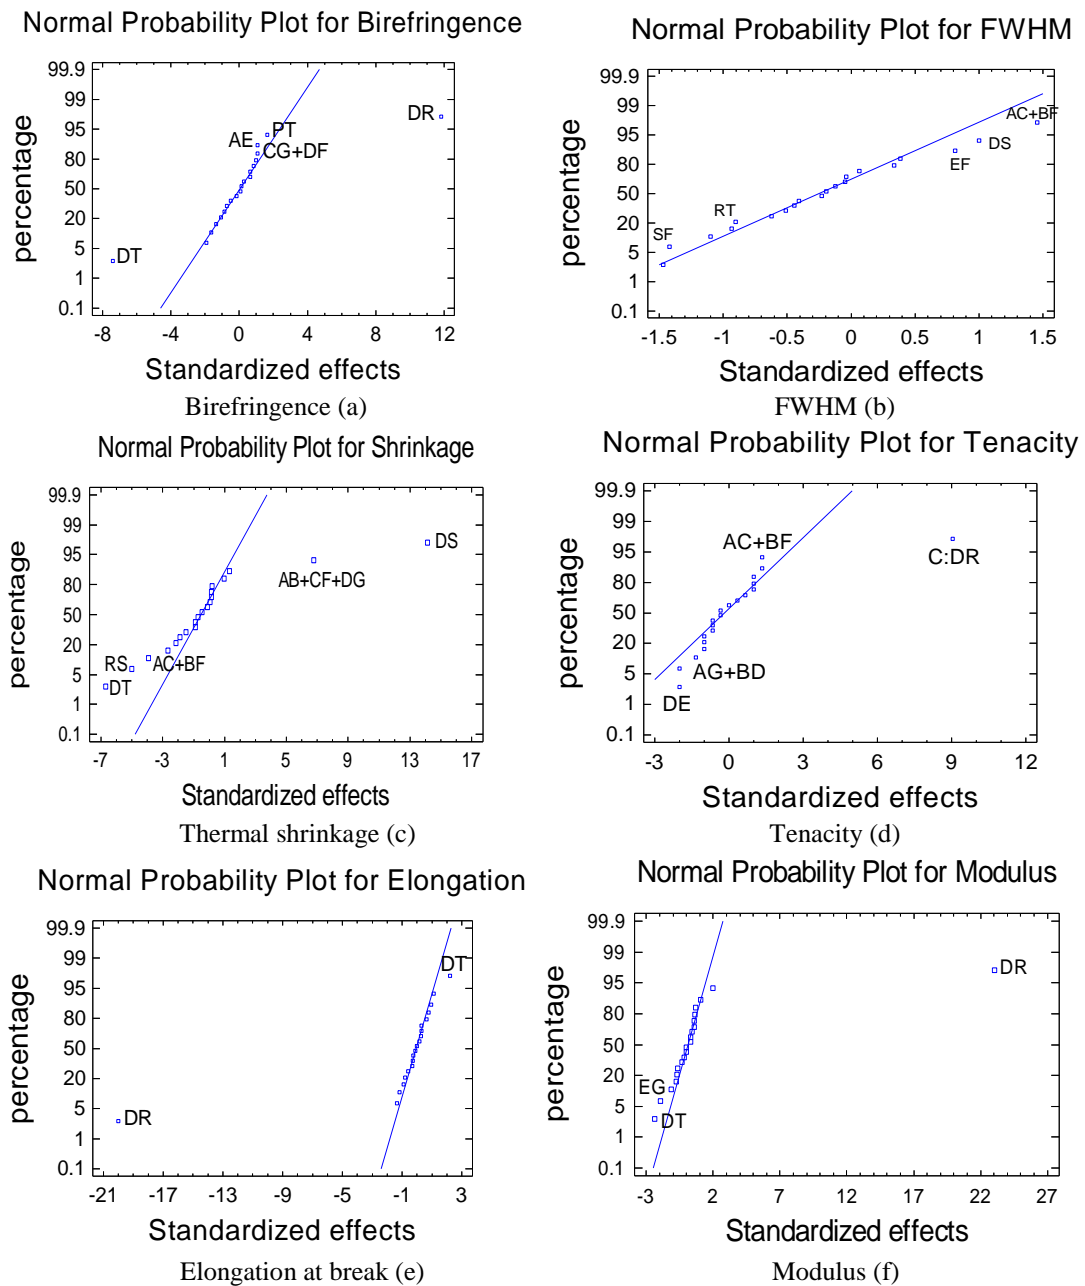 Normal Probability Plot for Birefringence
percentage
99.9
99
95
80
50
20
5
1
0.1
DR
PT
AE
CG+DF
DT
-8 -4 0 4 8 12
Standardized effects
Birefringence (a)
Normal Probability Plot for FWHM
percentage
99.9
99
95
80
50
20
5
1
0.1
AC+BF
DS
EF
RT
SF
-1.5 -1 -0.5 0 0.5 1 1.5
Standardized effects
FWHM (b)
Normal Probability Plot for Shrinkage
percentage
99.9
99
95
80
50
20
5
1
0.1
DS
AB+CF+DG
RS
AC+BF
DT
-7 -3 1 5 9 13 17
Standardized effects
Thermal shrinkage (c)
Normal Probability Plot for Tenacity
percentage
99.9
99
95
80
50
20
5
1
0.1
AC+BF
C:DR
AG+BD
DE
-3 0 3 6 9 12
Standardized effects
Tenacity (d)
Normal Probability Plot for Elongation
percentage
99.9
99
95
80
50
20
5
1
0.1
DT
DR
-21 -17 -13 -9 -5 -1 3
Standardized effects
Elongation at break (e)
Normal Probability Plot for Modulus
percentage
99.9
99
95
80
50
20
5
1
0.1
DR
EG
DT
-3 2 7 12 17 22 27
Standardized effects
Modulus (f)